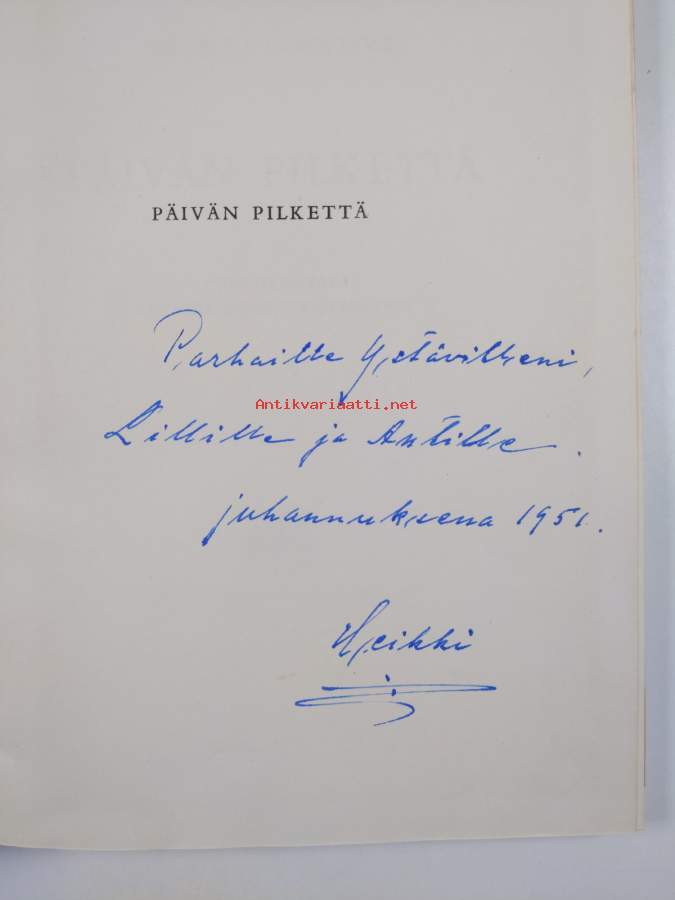 PÄIVÄN PILKETTÄ
Parhaille Ystävilleni,
Antikvariaatti.net
Lillille ja Antille.
juhannuksena 1951.
Heikki